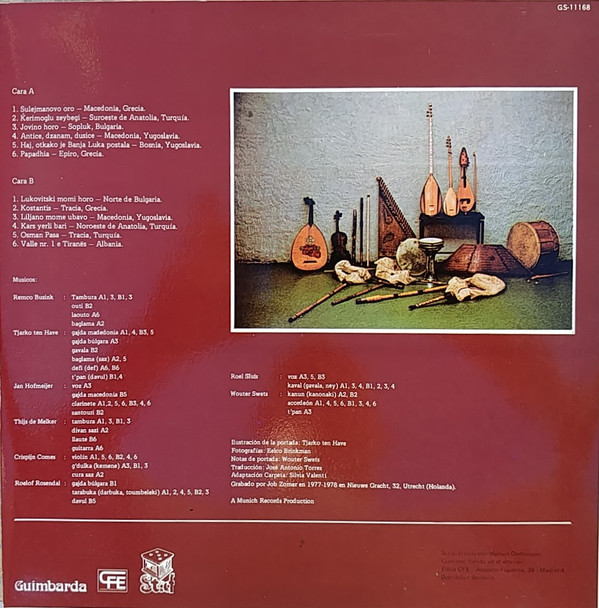 GS-11168
Cara A
1. Sulejmanovo oro — Macedonia, Grecia.
2. Kerimoglu zeybegi — Suroeste de Anatolia, Turquía.
3. Jovino horo — Sopluk, Bulgaria.
4. Antice, dzanam, dusice — Macedonia, Yugoslavia.
5. Haj, otkako je Banja Luka postala — Bosnia, Yugoslavia.
6. Papadhia — Epiro, Grecia.
Cara B
1. Lukovitski momi horo — Norte de Bulgaria.
2. Kostantis — Tracia, Grecia.
3. Liljano mome ubavo — Macedonia, Yugoslavia.
4. Kars yerli bari — Noroeste de Anatolia, Turquía.
5. Osman Pasa — Tracia, Turquía.
6. Valle nr. 1 e Tiranës — Albania.
Musicos:
Remco Busink : Tambura A1, 3, B1, 3
outi B2
laouto A6
baglama A2
Tjarko ten Have : gajda madedonia A1, 4, B3, 5
gajda búlgara A3
gavala B2
baglama (saz) A2, 5
defi (def) A6, B6
t'pan (davul) B1,4
Jan Hofmeijer : voz A3
gajda macedonia B5
clarinete A1,2, 5, 6, B3, 4, 6
santouri B2
Thijs de Melker : tambura A1, 3, B1, 3
divan sazi A2
llaute B6
guitarra A6
Crispijn Comes : violín A1, 5, 6, B2, 4, 6
g'dulka (kemene) A3, B1, 3
cura saz A2
Roelof Rosendal : gajda búlgara B1
tarabuka (darbuka, toumbeleki) A1, 2, 4, 5, B2, 3
davul B5
Roel Sluis : voz A3, 5, B3
kaval (gavala, ney) A1, 3, 4, B1, 2, 3, 4
Wouter Swets : kanun (kanonaki) A2, B2
acordeón A1, 4, 5, 6, B1, 3, 4, 6
t'pan A3
Ilustración de la portada: Tjarko ten Have
Fotografías: Eelco Brinkman
Notas de portada: Wouter Swets
Traducción: José Antonio Torres
Adaptación Carpeta: Silvia Valentí
Grabado por Job Zomer en 1977-1978 en Nieuwe Gracht, 32, Utrecht (Holanda).
A Munich Records Production
Guimbarda
CFE
Stil